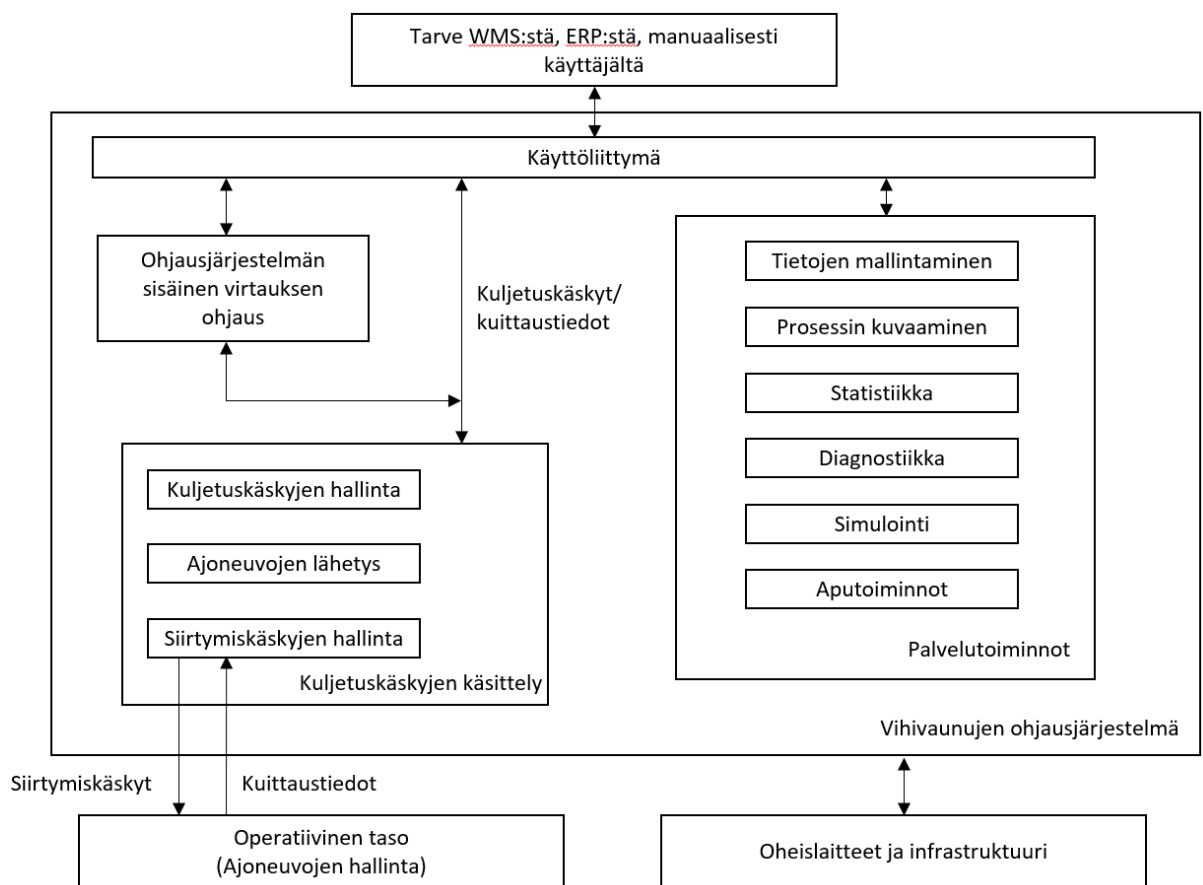 Tarve WMS:stä, ERP:stä, manuaalisesti
käyttäjältä
Käyttöliittymä
Ohjausjärjestelmän
sisäinen virtauksen
ohjaus
Kuljetuskäskyt/
kuittaustiedot
Kuljetuskäskyjen hallinta
Ajoneuvojen lähetys
Siirtymiskäskyjen hallinta
Kuljetuskäskyjen käsittely
Tietojen mallintaminen
Prosessin kuvaaminen
Statistiikka
Diagnostiikka
Simulointi
Aputoiminnot
Palvelutoiminnot
Vihivaunujen ohjausjärjestelmä
Siirtymiskäskyt
Kuittaustiedot
Operatiivinen taso
(Ajoneuvojen hallinta)
Oheislaitteet ja infrastruktuuri